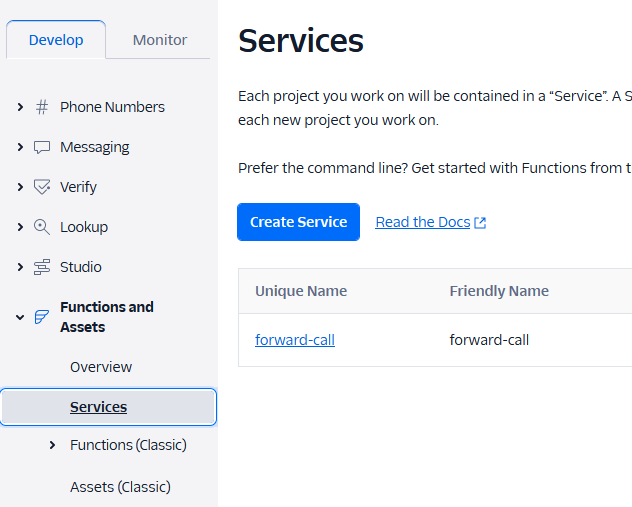 Develop
Monitor
Phone Numbers
Messaging
Verify
Lookup
Studio
Functions and
Assets
Overview
Services
Functions (Classic)
Assets (Classic)
Services
Each project you work on will be contained in a “Service”. A S
each new project you work on.
Prefer the command line? Get started with Functions from t
Create Service
Read the Docs
Unique Name
Friendly Name
forward-call
forward-call